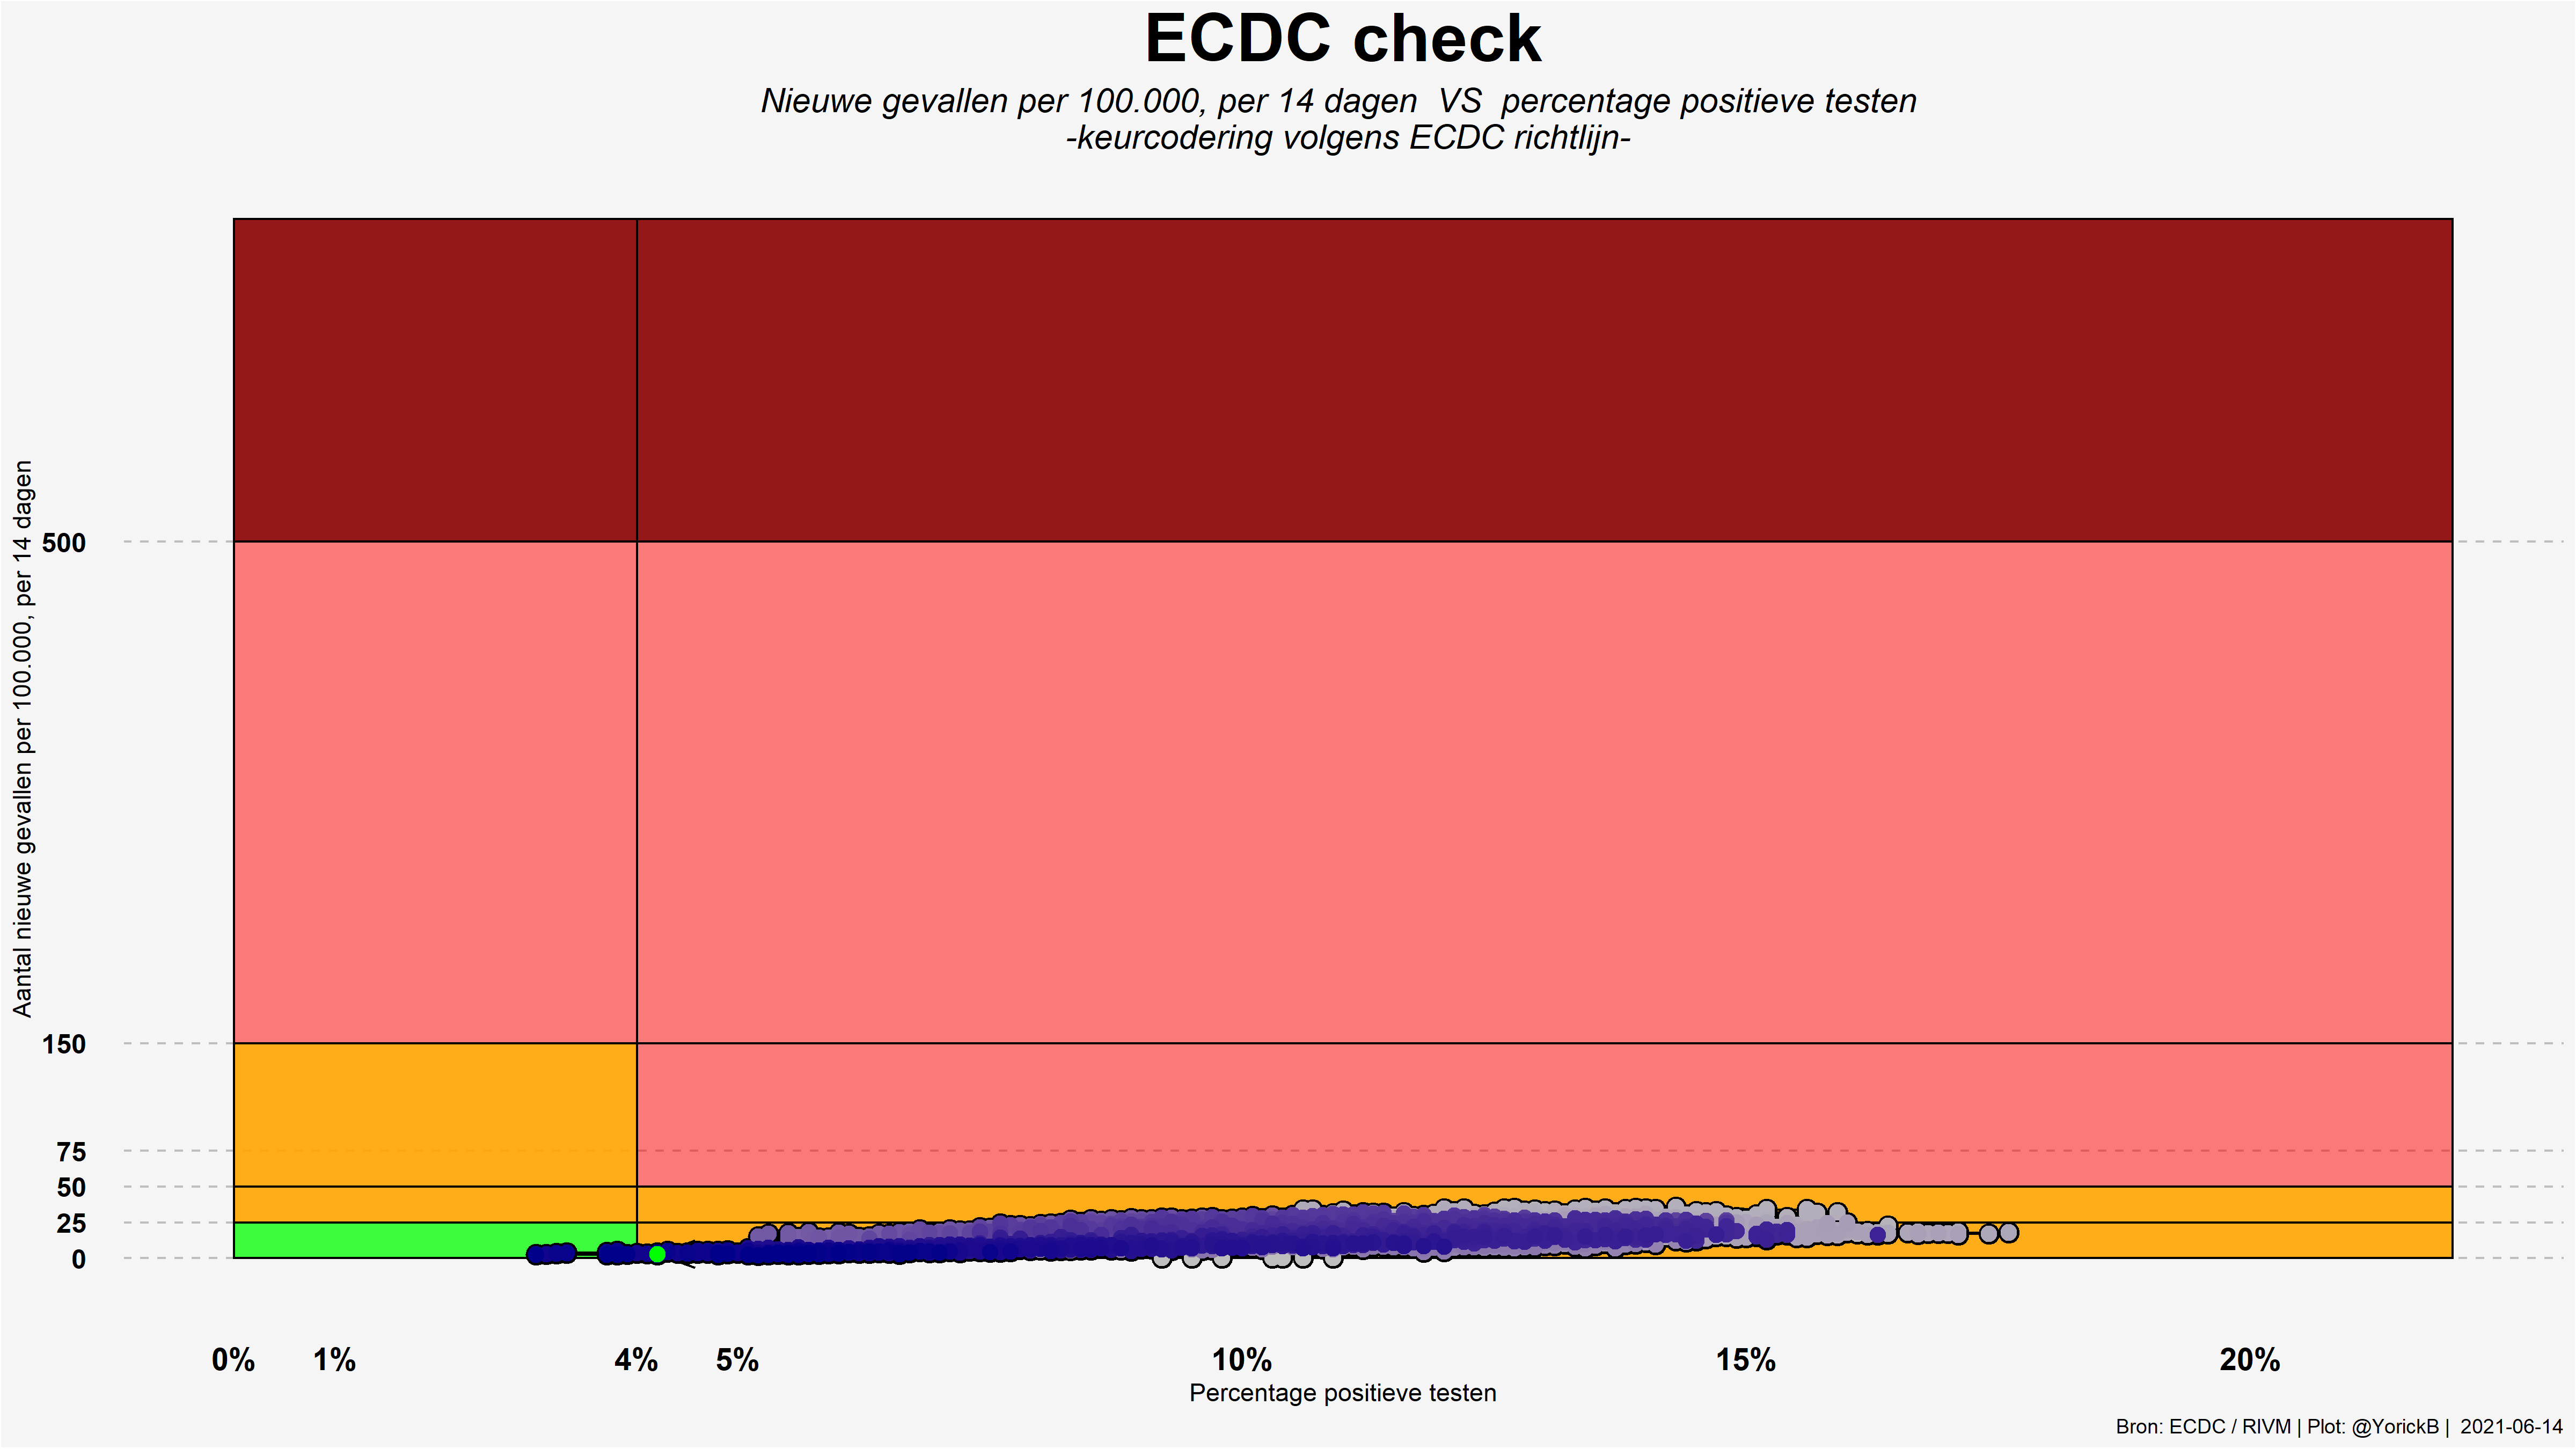 ECDC check
Nieuwe gevallen per 100.000, per 14 dagen  VS  percentage positieve testen
-keurcodering volgens ECDC richtlijn-
Aantal nieuwe gevallen per 100.000, per 14 dagen
500
150
75
50
25
0
0% 1% 4% 5% 10% 15% 20%
Percentage positieve testen
Bron: ECDC / RIVM | Plot: @YorickB |  2021-06-14